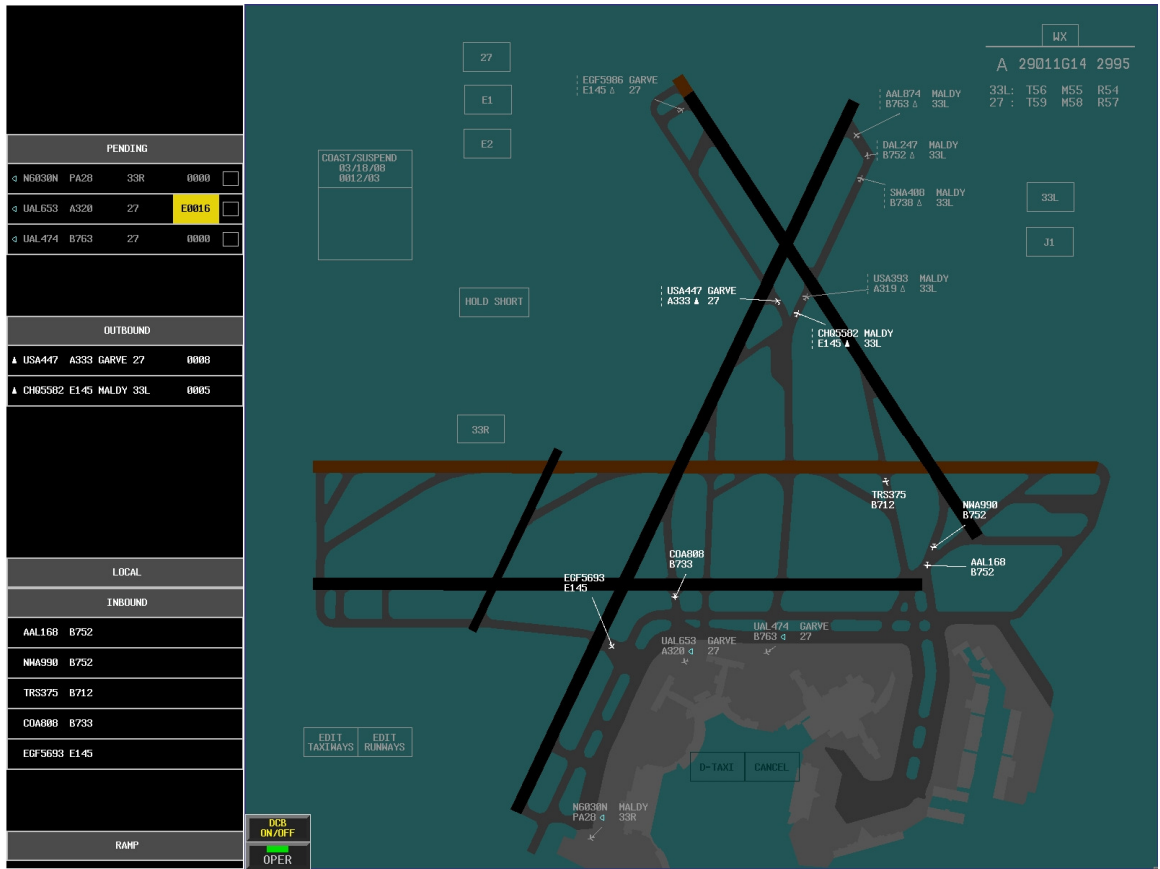 PENDING
N6030N PA28 33R 0000
UAL653 A320 27 E0016
UAL474 B763 27 0000
OUTBOUND
USA447 A333 GARVE 27 0008
CHQ5582 E145 MALDY 33L 0005
LOCAL
INBOUND
AAL168 B752
NWA990 B752
TRS375 B712
COA808 B733
EGF5693 E145
RAMP
27
E1
E2
COAST/SUSPEND
03/18/08
0012/03
HOLD SHORT
33R
WX
A 29011G14 2995
33L: T56 M55 R54
27 : T59 M58 R57
33L
J1
EGF5986 GARVE
E145 27
AAL874 MALDY
B763 33L
DAL247 MALDY
B752 33L
SWA408 MALDY
B738 33L
USA393 MALDY
A319 33L
USA447 GARVE
A333 27
CHQ5582 MALDY
E145 33L
TRS375
B712
NWA990
B752
AAL168
B752
COA808
B733
EGF5693
E145
UAL653 GARVE
A320 27
UAL474 GARVE
B763 27
N6030N MALDY
PA28 33R
EDIT
TAXIWAYS
EDIT
RUNWAYS
D-TAXI
CANCEL
DCB
ON/OFF
OPER